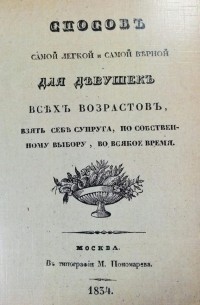 СПОСОБЪ
САМОЙ ЛЕГКОЙ и САМОЙ ВѢРНОЙ
ДЛЯ ДѢВУШЕКЪ
ВСѢХЪ ВОЗРАСТОВЪ,
ВЗЯТЬ СЕБѢ СУПРУГА, ПО СОБСТВЕН-
НОМУ ВЫБОРУ, ВО ВСЯКОЕ ВРЕМЯ.
МОСКВА.
Въ типографіи М. Пономарева.
1834.